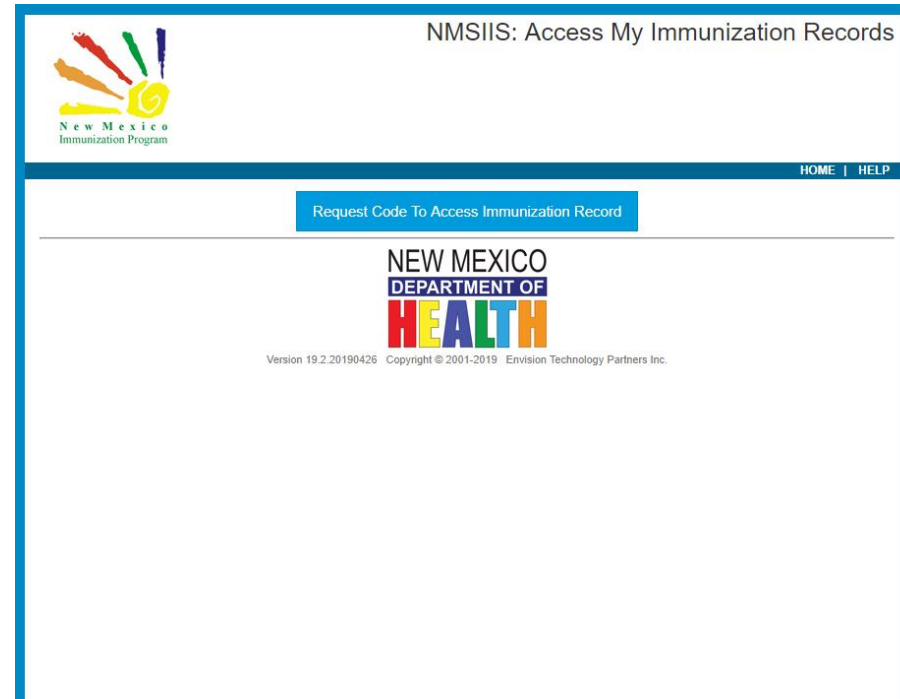 NMSIIS: Access My Immunization Records
New Mexico
Immunization Program
HOME | HELP
Request Code To Access Immunization Record
NEW MEXICO
DEPARTMENT OF
HEALTH
Version 19.2.20190426 Copyright © 2001-2019 Envision Technology Partners Inc.